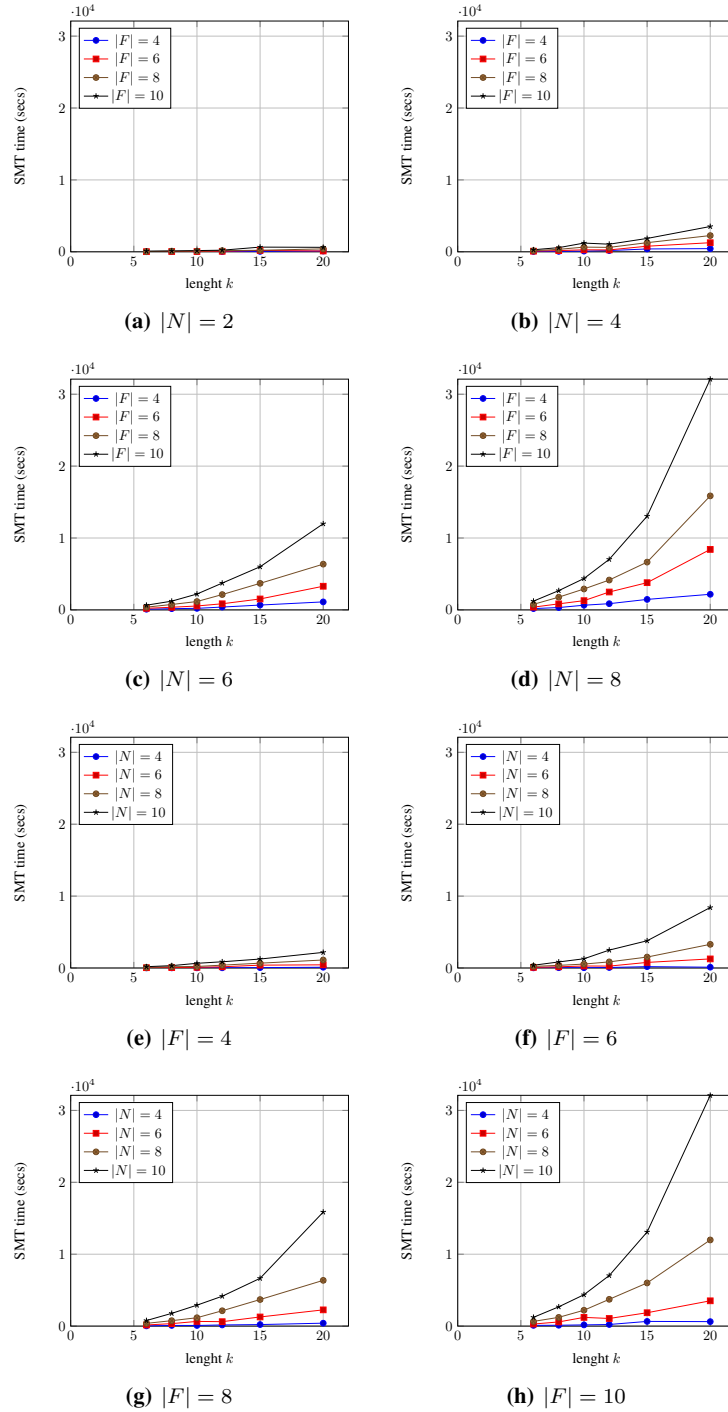 ·10^4
3
2
1
0
0 5 10 15 20
SMT time (secs)
lenght k
|F| = 4
|F| = 6
|F| = 8
|F| = 10
(a) |N| = 2
·10^4
3
2
1
0
0 5 10 15 20
SMT time (secs)
lenght k
|F| = 4
|F| = 6
|F| = 8
|F| = 10
(b) |N| = 4
·10^4
3
2
1
0
0 5 10 15 20
SMT time (secs)
lenght k
|F| = 4
|F| = 6
|F| = 8
|F| = 10
(c) |N| = 6
·10^4
3
2
1
0
0 5 10 15 20
SMT time (secs)
length k
|F| = 4
|F| = 6
|F| = 8
|F| = 10
(d) |N| = 8
·10^4
3
2
1
0
0 5 10 15 20
SMT time (secs)
lenght k
|N| = 4
|N| = 6
|N| = 8
|N| = 10
(e) |F| = 4
·10^4
3
2
1
0
0 5 10 15 20
SMT time (secs)
lenght k
|N| = 4
|N| = 6
|N| = 8
|N| = 10
(f) |F| = 6
·10^4
3
2
1
0
0 5 10 15 20
SMT time (secs)
lenght k
|N| = 4
|N| = 6
|N| = 8
|N| = 10
(g) |F| = 8
·10^4
3
2
1
0
0 5 10 15 20
SMT time (secs)
lenght k
|N| = 4
|N| = 6
|N| = 8
|N| = 10
(h) |F| = 10